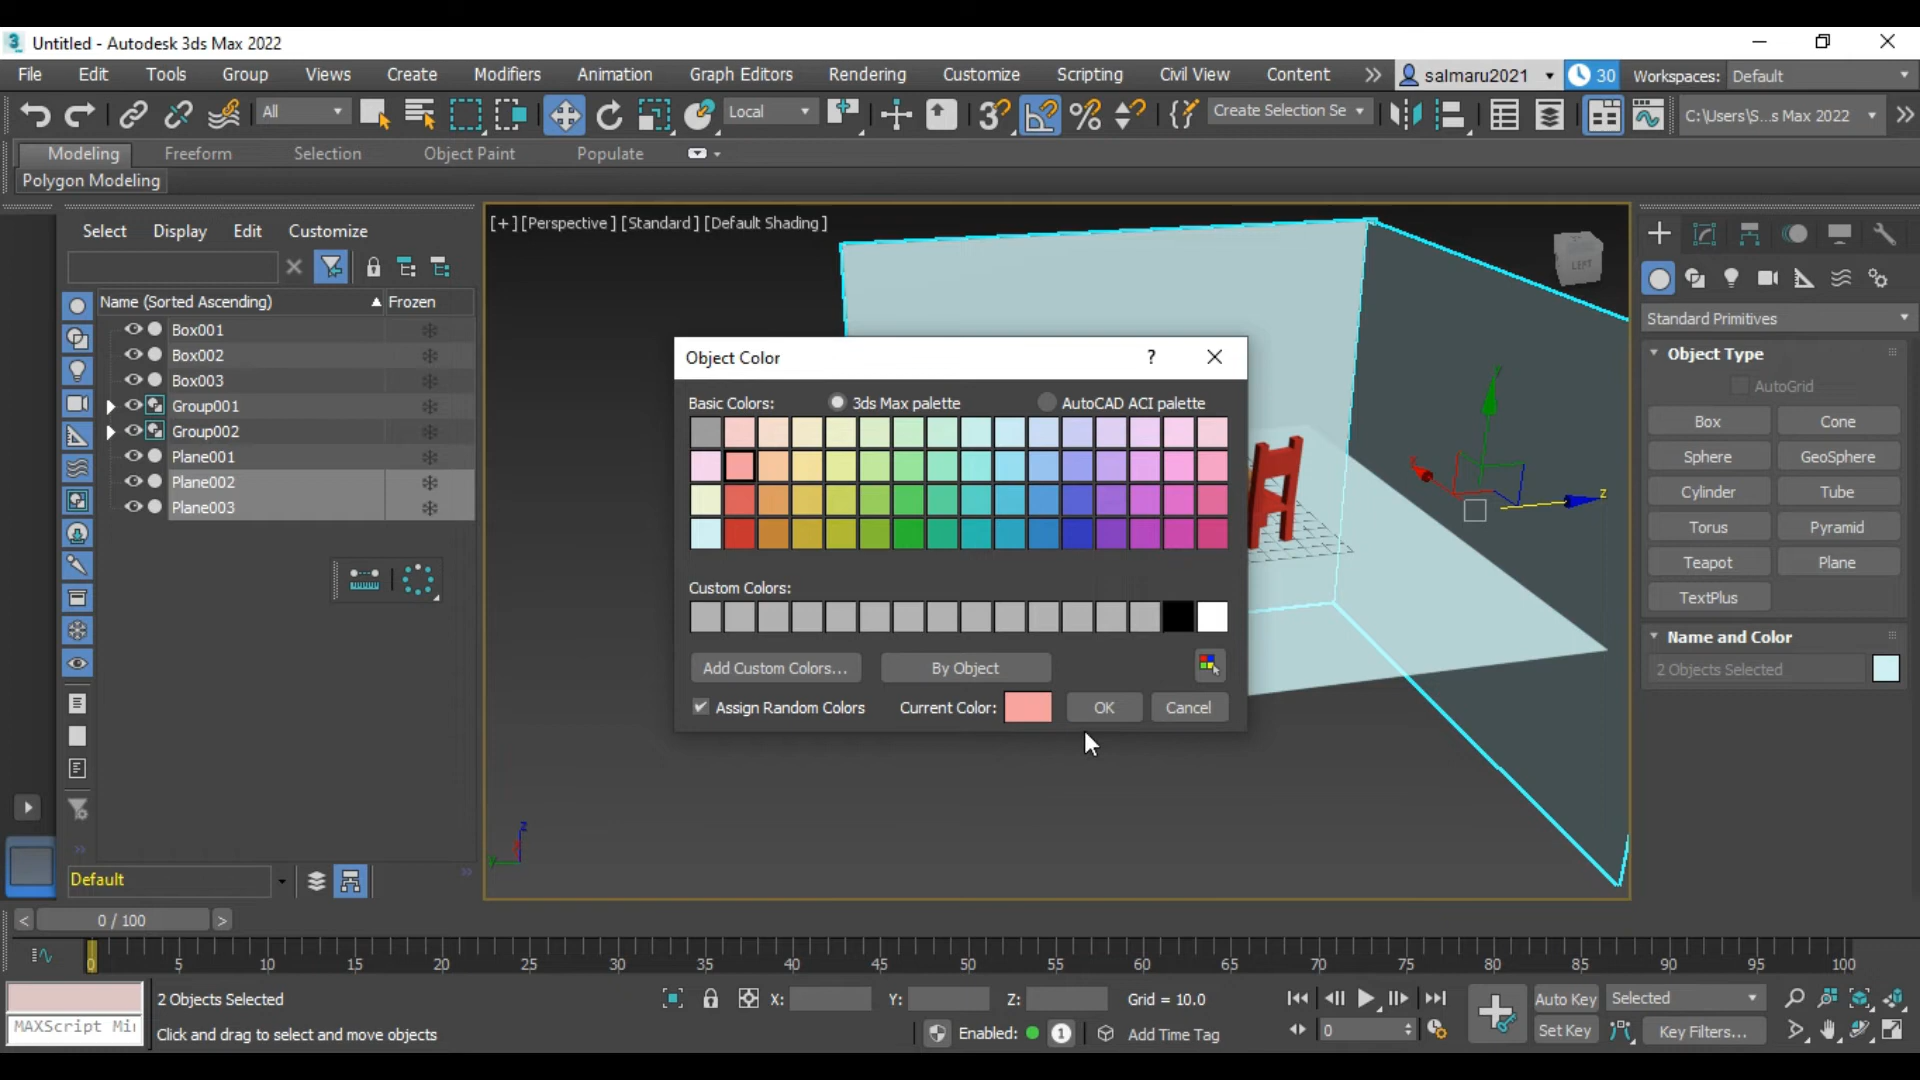 3 Untitled - Autodesk 3ds Max 2022
File Edit Tools Group Views Create Modifiers Animation Graph Editors Rendering Customize Scripting Civil View Content salmaru2021 30 Workspaces: Default
All Local Create Selection Se C:\Users\S...s Max 2022
Modeling Freeform Selection Object Paint Populate
Polygon Modeling
Select Display Edit Customize
Name (Sorted Ascending) Frozen
Box001
Box002
Box003
Group001
Group002
Plane001
Plane002
Plane003
Default
[+] [Perspective] [Standard] [Default Shading]
LEFT
Object Color ?
Basic Colors: 3ds Max palette AutoCAD ACI palette
Custom Colors:
Add Custom Colors... By Object
Assign Random Colors Current Color: OK Cancel
y
x
z
z
x
y
Standard Primitives
Object Type
AutoGrid
Box Cone
Sphere GeoSphere
Cylinder Tube
Torus Pyramid
Teapot Plane
TextPlus
Name and Color
2 Objects Selected
< 0 / 100 >
0 5 10 15 20 25 30 35 40 45 50 55 60 65 70 75 80 85 90 95 100
2 Objects Selected X: Y: Z: Grid = 10.0 Auto Key Selected
MAXScript Mi Click and drag to select and move objects Enabled: 1 Add Time Tag 0 Set Key Key Filters...